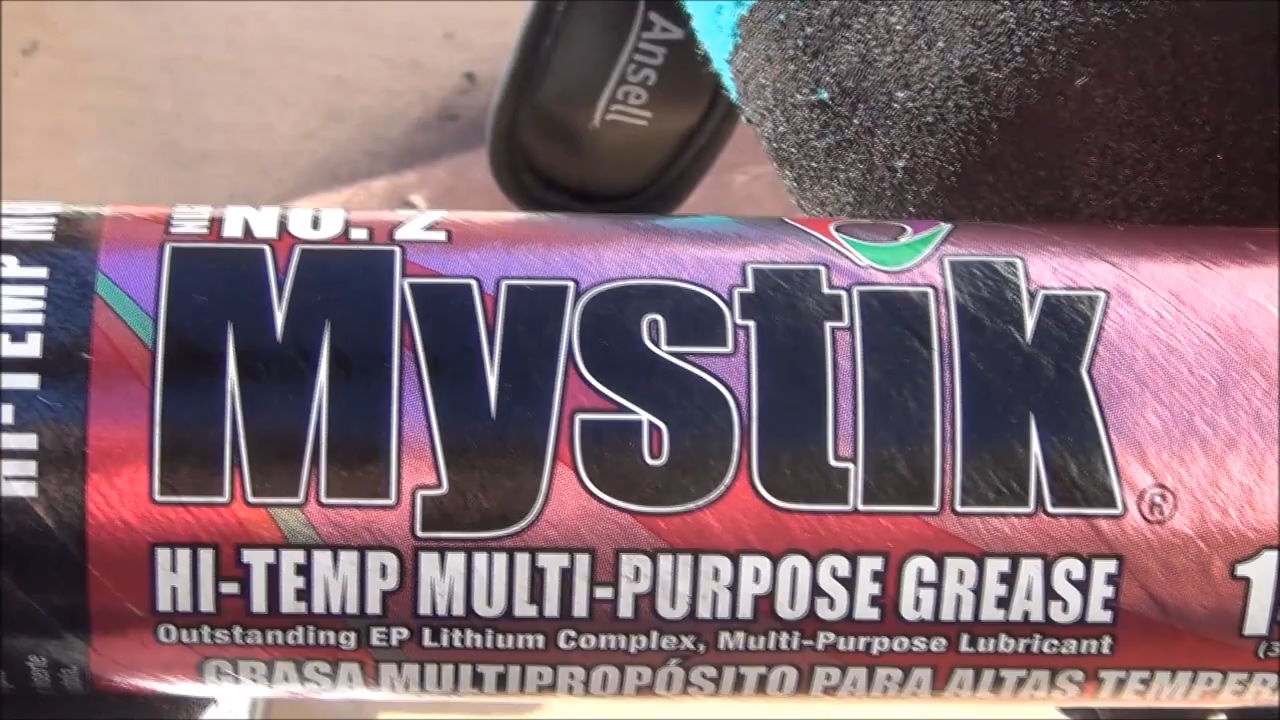 Ansell
NO. 2
Mystik®
HI-TEMP MULTI-PURPOSE GREASE
Outstanding EP Lithium Complex, Multi-Purpose Lubricant
GRASA MULTIPROPÓSITO PARA ALTAS TEMPER
HI-TEMP